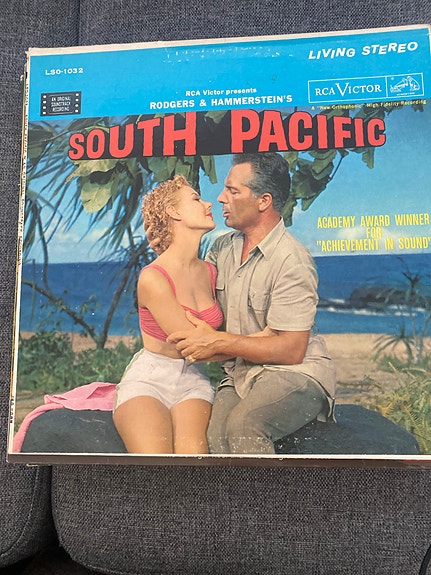 LIVING STEREO
LSO-1032
RCA Victor presents
RODGERS & HAMMERSTEIN'S
RCA VICTOR
A "New Orthophonic" High Fidelity Recording
AN ORIGINAL
SOUNDTRACK
RECORDING
SOUTH PACIFIC
ACADEMY AWARD WINNER
FOR
"ACHIEVEMENT IN SOUND"